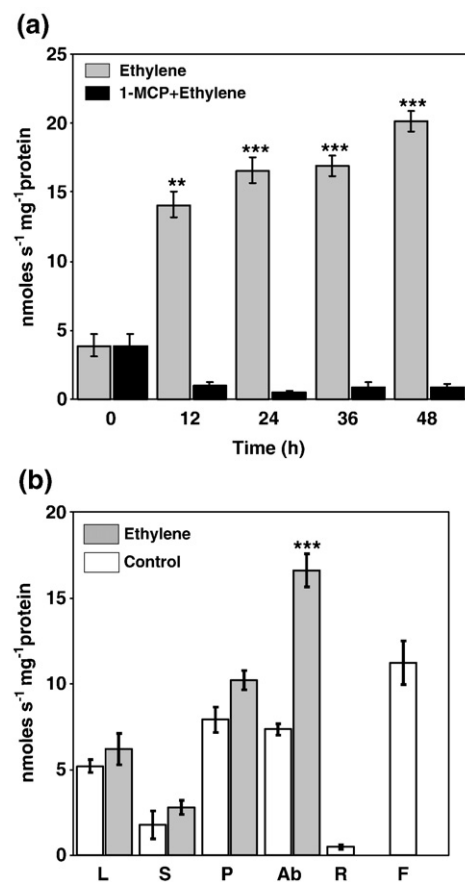 (a)
25
20
15
10
5
0
nmoles s⁻¹ mg⁻¹protein
Ethylene
1-MCP+Ethylene
**
***
***
***
0 12 24 36 48
Time (h)
(b)
20
15
10
5
0
nmoles s⁻¹ mg⁻¹protein
Ethylene
Control
***
L S P Ab R F